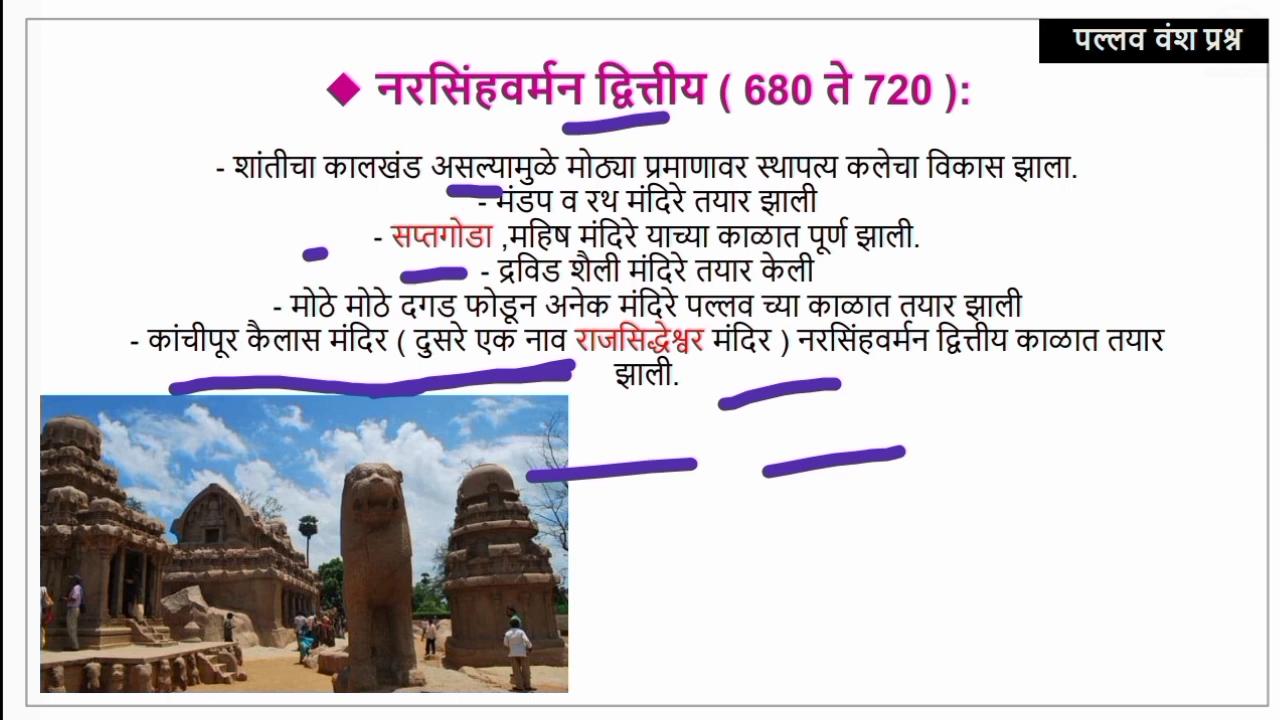 पल्लव वंश प्रश्न
◆ नरसिंहवर्मन द्वित्तीय ( 680 ते 720 ):
- शांतीचा कालखंड असल्यामुळे मोठ्या प्रमाणावर स्थापत्य कलेचा विकास झाला.
- मंडप व रथ मंदिरे तयार झाली
- सप्तगोडा ,महिष मंदिरे याच्या काळात पूर्ण झाली.
- द्रविड शैली मंदिरे तयार केली
- मोठे मोठे दगड फोडून अनेक मंदिरे पल्लव च्या काळात तयार झाली
- कांचीपूर कैलास मंदिर ( दुसरे एक नाव राजसिद्धेश्वर मंदिर ) नरसिंहवर्मन द्वित्तीय काळात तयार
झाली.